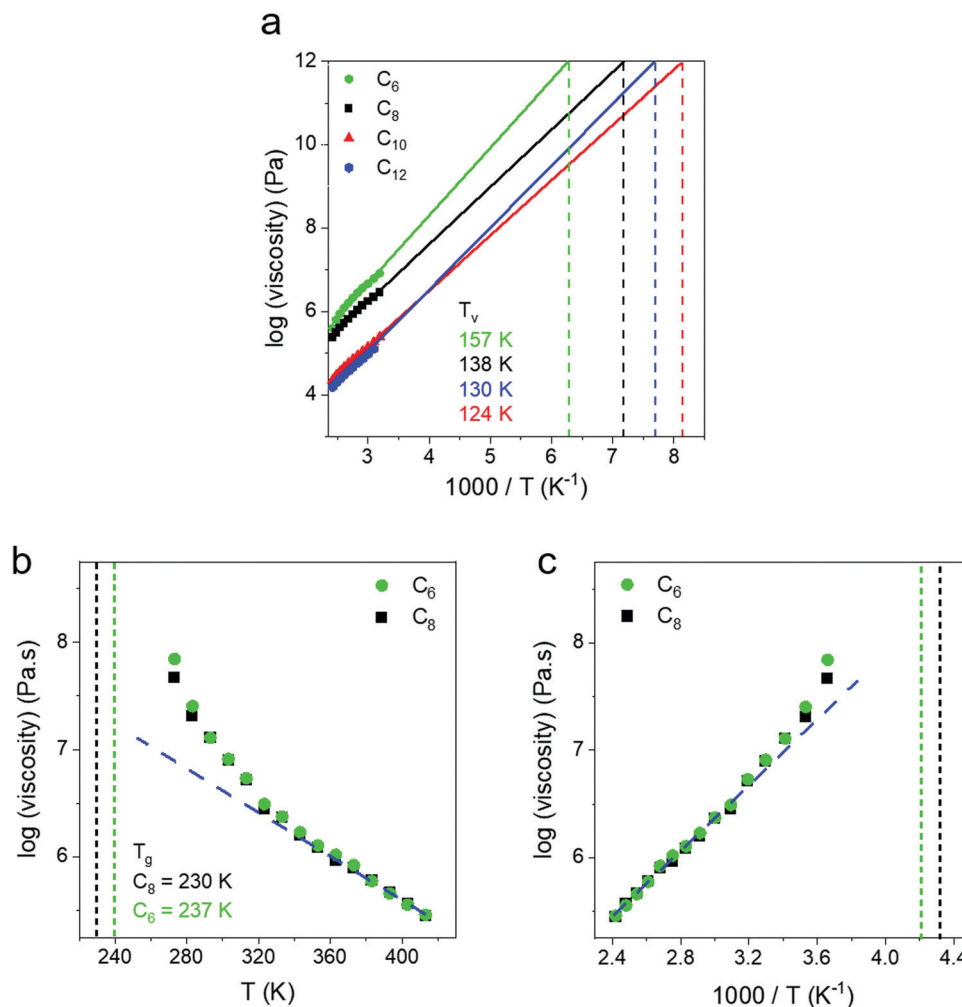 a
C6
C8
C10
C12
log (viscosity) (Pa)
12
10
8
6
4
Tv
157 K
138 K
130 K
124 K
3 4 5 6 7 8
1000 / T (K-1)
b
C6
C8
log (viscosity) (Pa.s)
8
7
6
Tg
C8 = 230 K
C6 = 237 K
240 280 320 360 400
T (K)
c
C6
C8
log (viscosity) (Pa.s)
8
7
6
2.4 2.8 3.2 3.6 4.0 4.4
1000 / T (K-1)